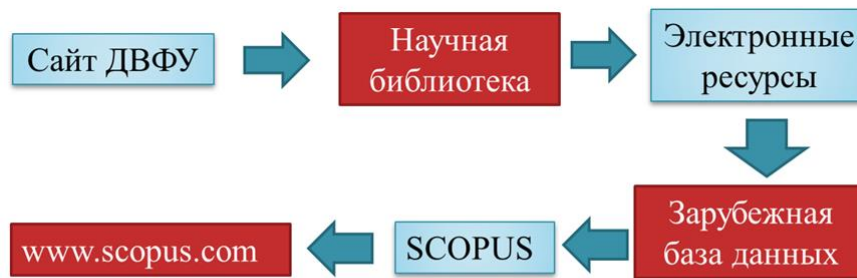 Сайт ДВФУ
Научная
библиотека
Электронные
ресурсы
Зарубежная
база данных
SCOPUS
www.scopus.com